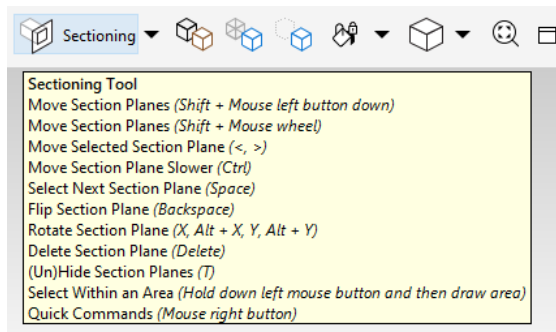 Sectioning
Sectioning Tool
Move Section Planes (Shift + Mouse left button down)
Move Section Planes (Shift + Mouse wheel)
Move Selected Section Plane (<, >)
Move Section Plane Slower (Ctrl)
Select Next Section Plane (Space)
Flip Section Plane (Backspace)
Rotate Section Plane (X, Alt + X, Y, Alt + Y)
Delete Section Plane (Delete)
(Un)Hide Section Planes (T)
Select Within an Area (Hold down left mouse button and then draw area)
Quick Commands (Mouse right button)